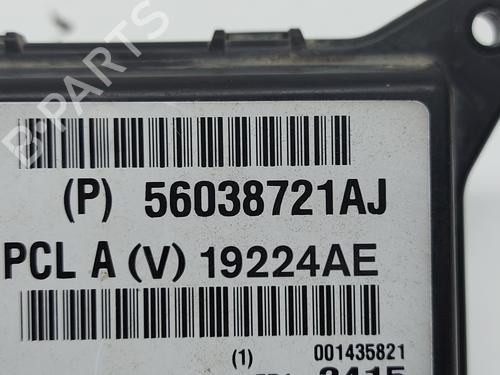 B-PARTS
(P) 56038721AJ
PCL A (V) 19224AE
(1) 001435821